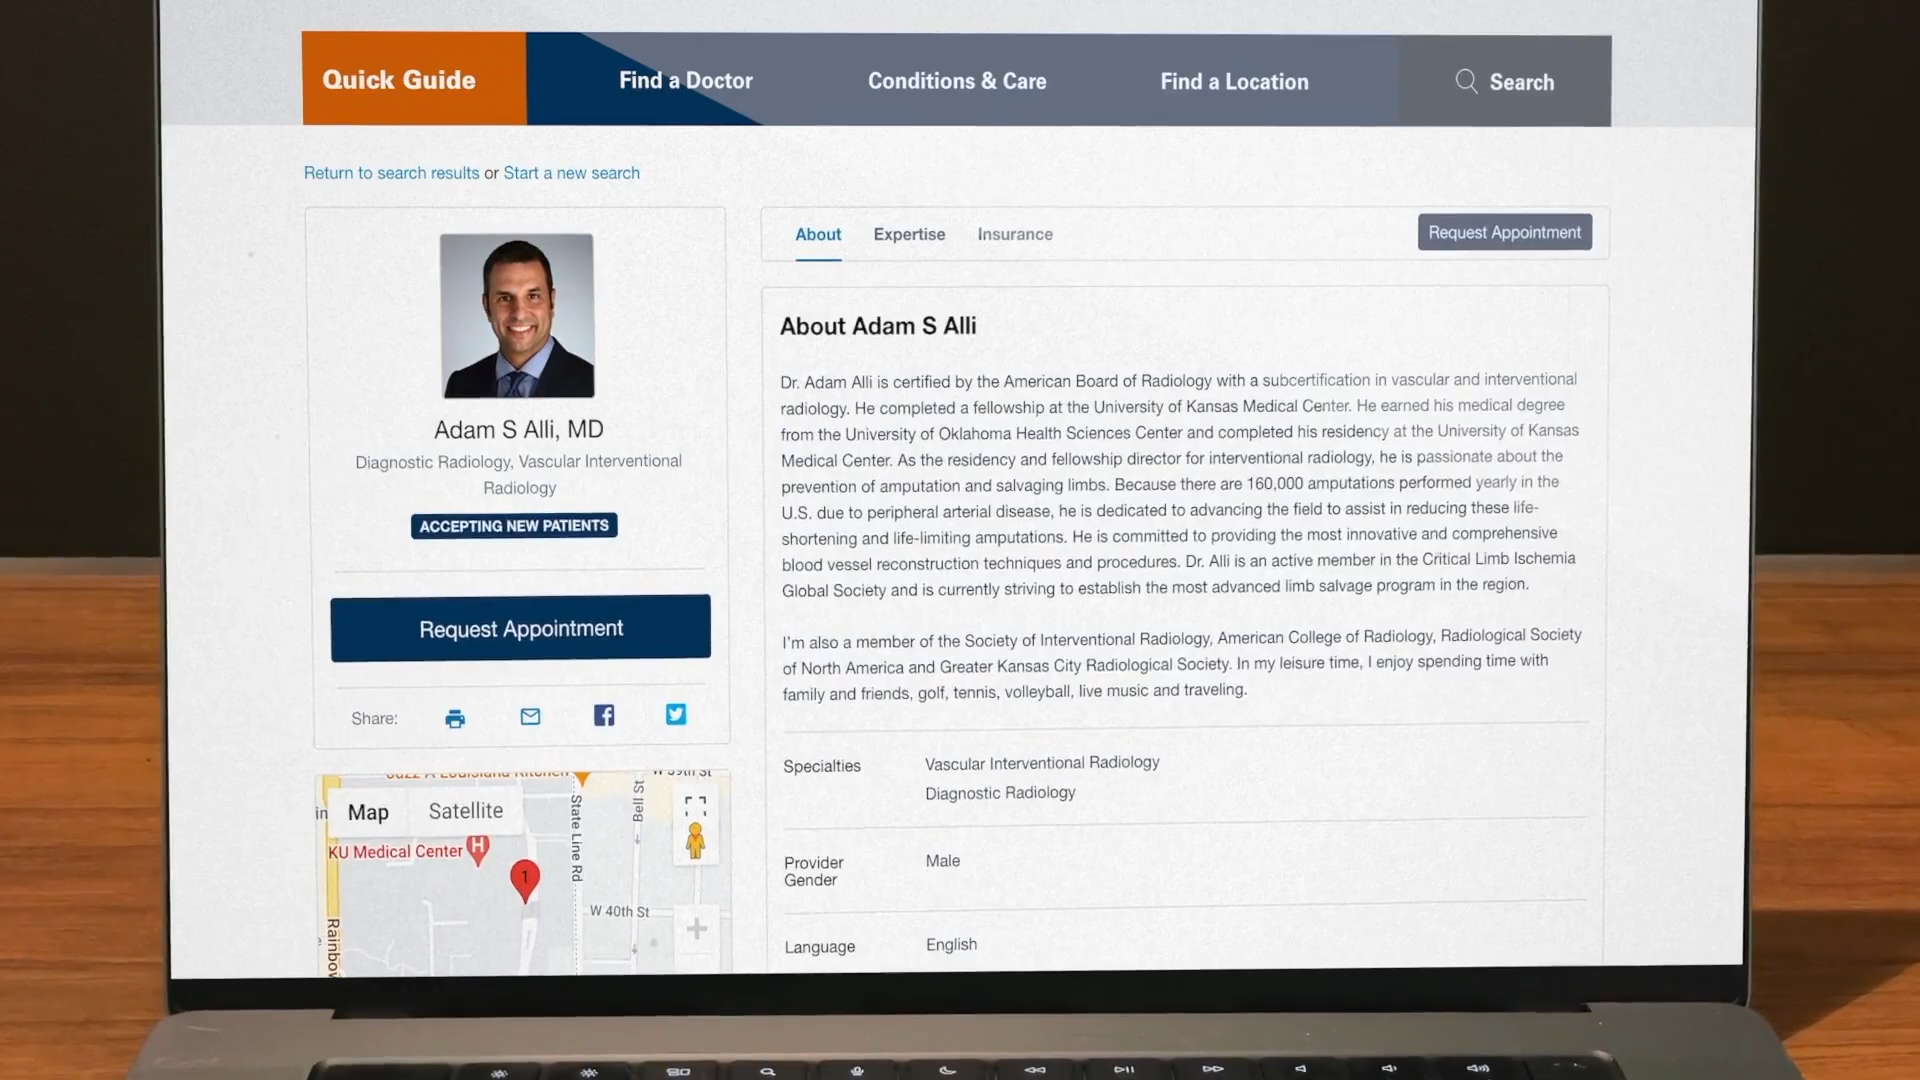 Quick Guide
Find a Doctor
Conditions & Care
Find a Location
Search
Return to search results or Start a new search
Adam S Alli, MD
Diagnostic Radiology, Vascular Interventional
Radiology
ACCEPTING NEW PATIENTS
Request Appointment
Share:
Map
Satellite
KU Medical Center
H
1
State Line Rd
Bell St
W 39th St
W 40th St
About
Expertise
Insurance
Request Appointment
About Adam S Alli
Dr. Adam Alli is certified by the American Board of Radiology with a subcertification in vascular and interventional
radiology. He completed a fellowship at the University of Kansas Medical Center. He earned his medical degree
from the University of Oklahoma Health Sciences Center and completed his residency at the University of Kansas
Medical Center. As the residency and fellowship director for interventional radiology, he is passionate about the
prevention of amputation and salvaging limbs. Because there are 160,000 amputations performed yearly in the
U.S. due to peripheral arterial disease, he is dedicated to advancing the field to assist in reducing these life-
shortening and life-limiting amputations. He is committed to providing the most innovative and comprehensive
blood vessel reconstruction techniques and procedures. Dr. Alli is an active member in the Critical Limb Ischemia
Global Society and is currently striving to establish the most advanced limb salvage program in the region.
I'm also a member of the Society of Interventional Radiology, American College of Radiology, Radiological Society
of North America and Greater Kansas City Radiological Society. In my leisure time, I enjoy spending time with
family and friends, golf, tennis, volleyball, live music and traveling.
Specialties
Vascular Interventional Radiology
Diagnostic Radiology
Provider
Gender
Male
Language
English